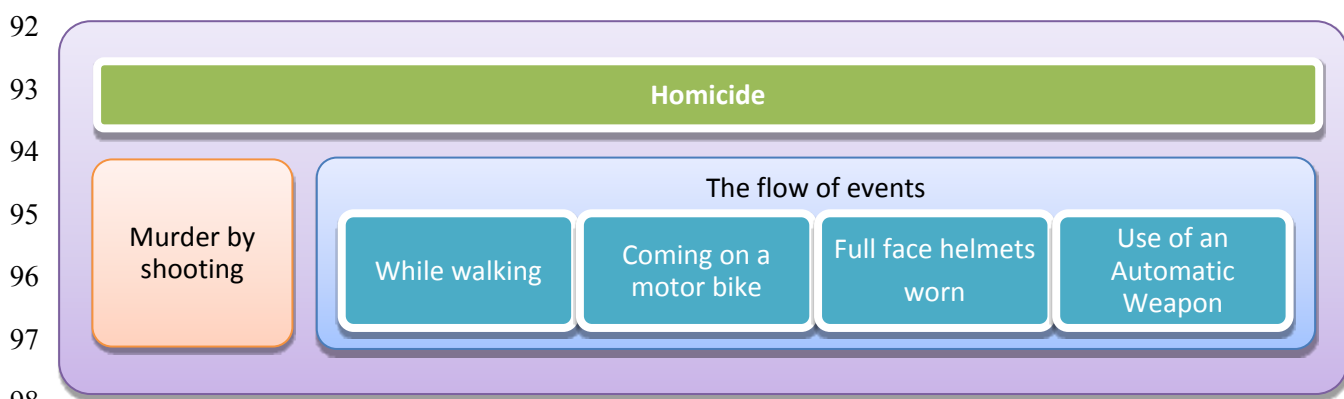 92
93
Homicide
94
The flow of events
95
Murder by
shooting
While walking
Coming on a
motor bike
Full face helmets
worn
Use of an
Automatic
Weapon
96
97
98